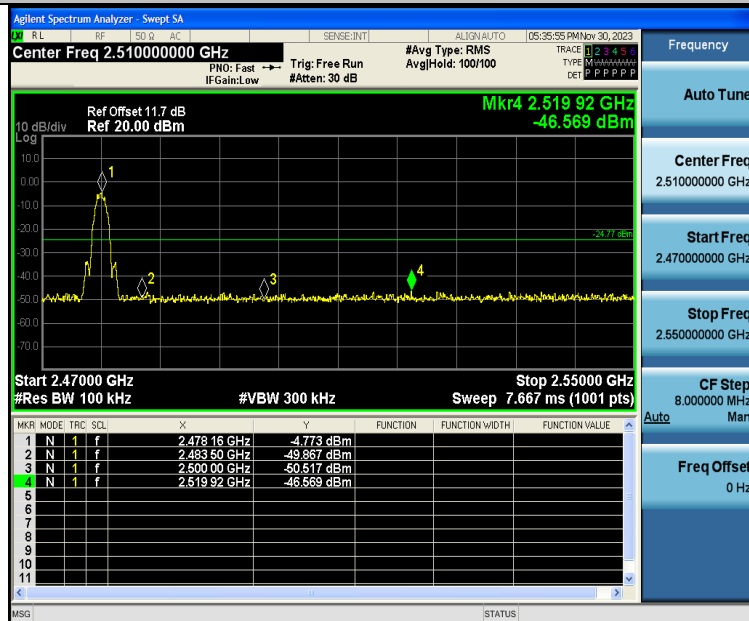 Agilent Spectrum Analyzer - Swept SA
RL RF 50 Ω AC SENSE:INT ALIGNAUTO 05:35:55 PM Nov 30, 2023
Center Freq 2.510000000 GHz
PNO: Fast
IFGain:Low
Trig: Free Run
#Atten: 30 dB
#Avg Type: RMS
Avg|Hold: 100/100
TRACE 1 2 3 4 5 6
TYPE M
DET P P P P P P
Ref Offset 11.7 dB
10 dB/div Ref 20.00 dBm
Log
Mkr4 2.519 92 GHz
-46.569 dBm
10.0
0.00
-10.0
-20.0
-30.0
-40.0
-50.0
-60.0
-70.0
1
2
3
4
-24.77 dBm
Start 2.47000 GHz Stop 2.55000 GHz
#Res BW 100 kHz #VBW 300 kHz Sweep 7.667 ms (1001 pts)
MKR MODE TRC SCL X Y FUNCTION FUNCTION WIDTH FUNCTION VALUE
1 N 1 f 2.478 16 GHz -4.773 dBm
2 N 1 f 2.483 50 GHz -49.867 dBm
3 N 1 f 2.500 00 GHz -50.517 dBm
4 N 1 f 2.519 92 GHz -46.569 dBm
5
6
7
8
9
10
11
MSG STATUS
Frequency
Auto Tune
Center Freq
2.510000000 GHz
Start Freq
2.470000000 GHz
Stop Freq
2.550000000 GHz
CF Step
8.000000 MHz
Auto Man
Freq Offset
0 Hz